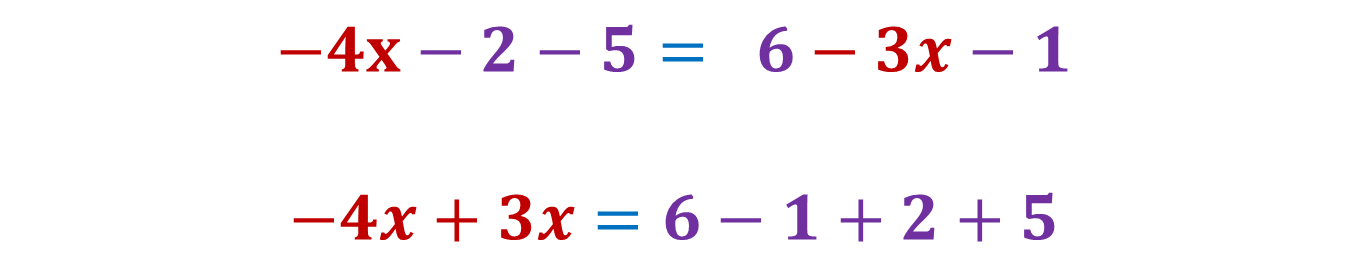 −4x − 2 − 5 = 6 − 3x − 1
−4x + 3x = 6 − 1 + 2 + 5